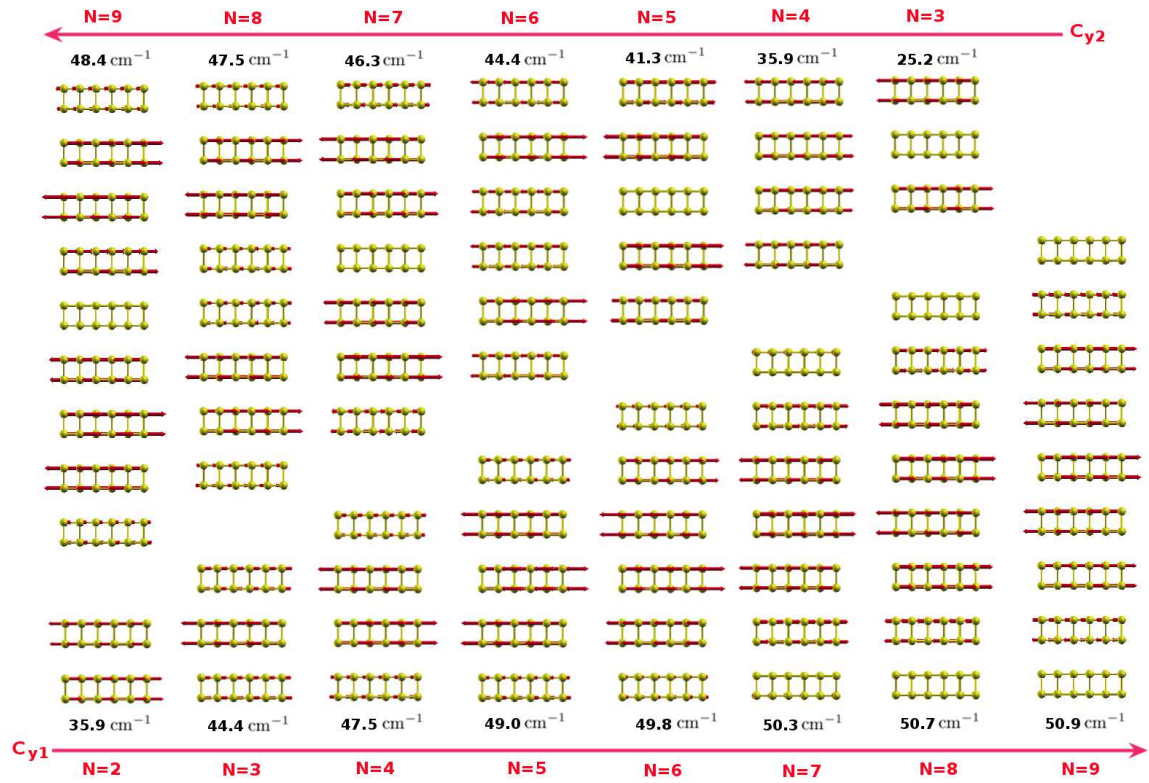 N=9 N=8 N=7 N=6 N=5 N=4 N=3
Cy2
48.4 cm⁻¹ 47.5 cm⁻¹ 46.3 cm⁻¹ 44.4 cm⁻¹ 41.3 cm⁻¹ 35.9 cm⁻¹ 25.2 cm⁻¹
35.9 cm⁻¹ 44.4 cm⁻¹ 47.5 cm⁻¹ 49.0 cm⁻¹ 49.8 cm⁻¹ 50.3 cm⁻¹ 50.7 cm⁻¹ 50.9 cm⁻¹
Cy1
N=2 N=3 N=4 N=5 N=6 N=7 N=8 N=9